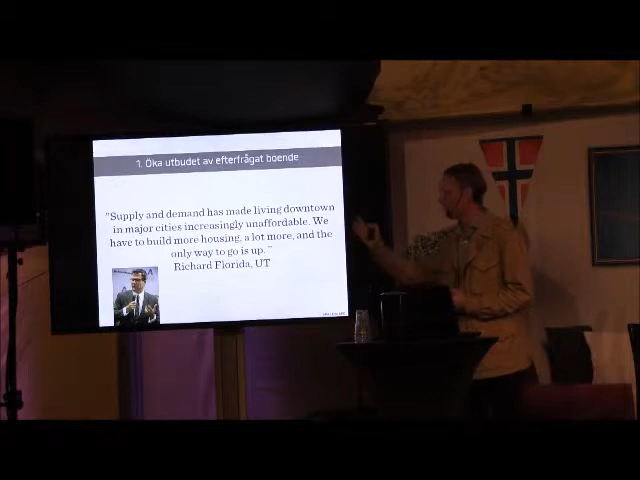 1. Öka utbudet av efterfrågat boende
"Supply and demand has made living downtown
in major cities increasingly unaffordable. We
have to build more housing, a lot more, and the
only way to go is up. "
Richard Florida, UT